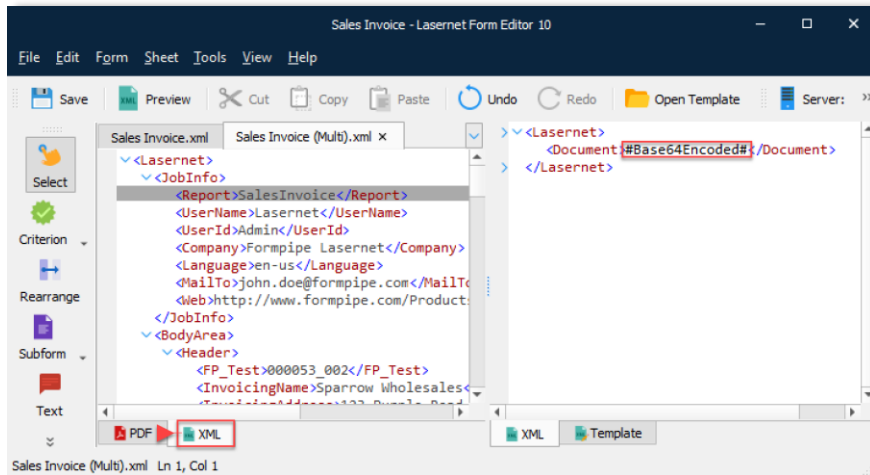 Sales Invoice - Lasernet Form Editor 10
File Edit Form Sheet Tools View Help
Save XML Preview Cut Copy Paste Undo Redo Open Template Server:
Sales Invoice.xml Sales Invoice (Multi).xml
Select
Criterion
Rearrange
Subform
Text
<Lasernet>
<JobInfo>
<Report>SalesInvoice</Report>
<UserName>Lasernet</UserName>
<UserId>Admin</UserId>
<Company>Formpipe Lasernet</Company>
<Language>en-us</Language>
<MailTo>john.doe@formpipe.com</MailTo
<Web>http://www.formpipe.com/Product
</JobInfo>
<BodyArea>
<Header>
<FP_Test>000053_002</FP_Test>
<InvoicingName>Sparrow Wholesales<
PDF XML
<Lasernet>
<Document>#Base64Encoded#</Document>
</Lasernet>
XML Template
Sales Invoice (Multi).xml Ln 1, Col 1